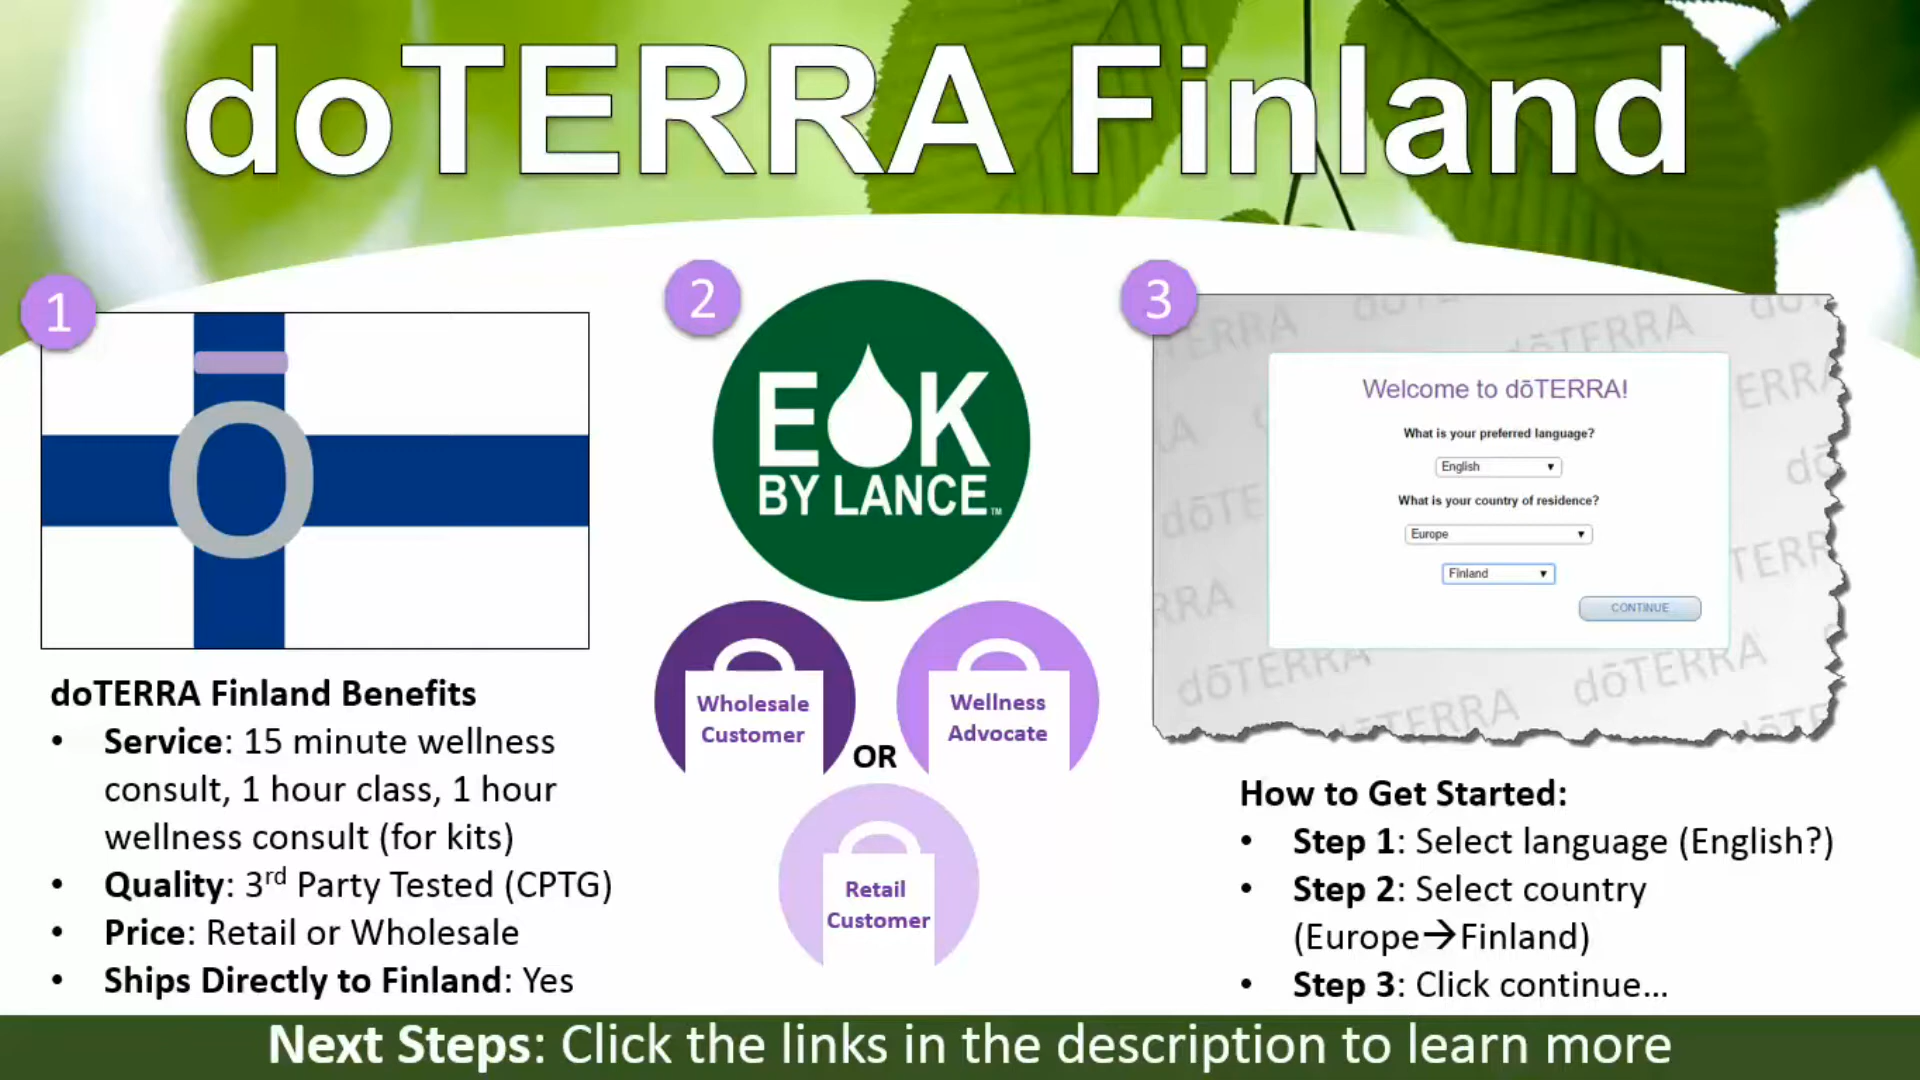 doTERRA Finland
1
ō
doTERRA Finland Benefits
• Service: 15 minute wellness
consult, 1 hour class, 1 hour
wellness consult (for kits)
• Quality: 3rd Party Tested (CPTG)
• Price: Retail or Wholesale
• Ships Directly to Finland: Yes
2
EOK
BY LANCE™
Wholesale
Customer
OR
Wellness
Advocate
Retail
Customer
3
Welcome to dōTERRA!
What is your preferred language?
English
What is your country of residence?
Europe
Finland
CONTINUE
dōTERRA
dōTERRA
How to Get Started:
• Step 1: Select language (English?)
• Step 2: Select country
(Europe→Finland)
• Step 3: Click continue...
Next Steps: Click the links in the description to learn more